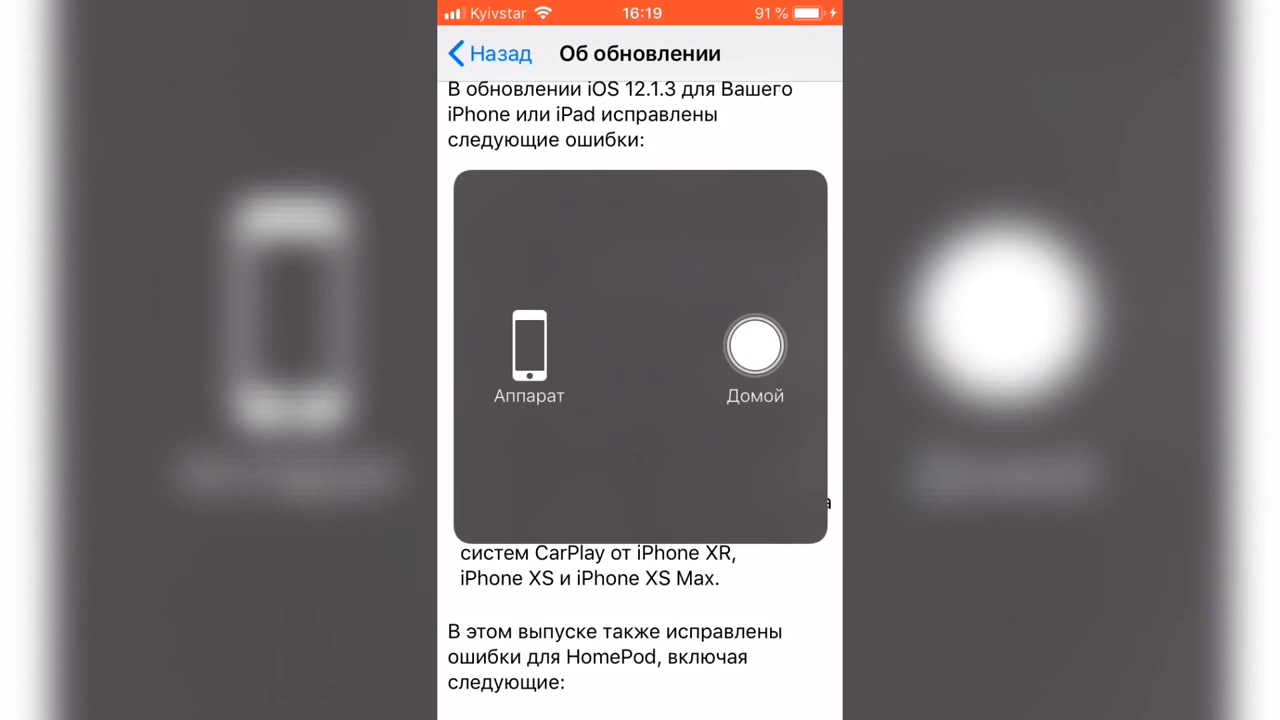 Kyivstar 16:19 91 %
Назад Об обновлении
В обновлении iOS 12.1.3 для Вашего
iPhone или iPad исправлены
следующие ошибки:
Аппарат Домой
а
систем CarPlay от iPhone XR,
iPhone XS и iPhone XS Max.
В этом выпуске также исправлены
ошибки для HomePod, включая
следующие: